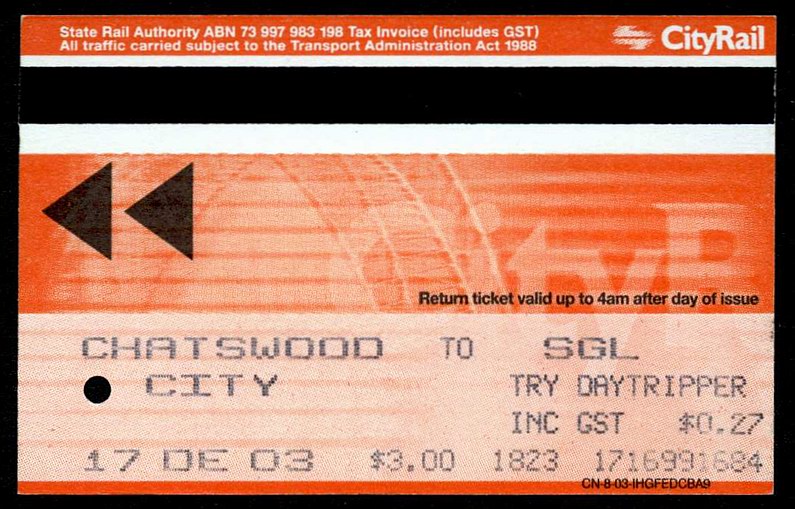 State Rail Authority ABN 73 997 983 198 Tax Invoice (includes GST)
All traffic carried subject to the Transport Administration Act 1988
CityRail
CityR
Return ticket valid up to 4am after day of issue
CHATSWOOD TO SGL
CITY TRY DAYTRIPPER
INC GST $0.27
17 DE 03 $3.00 1823 1716991684
CN-8-03-IHGFEDCBA9